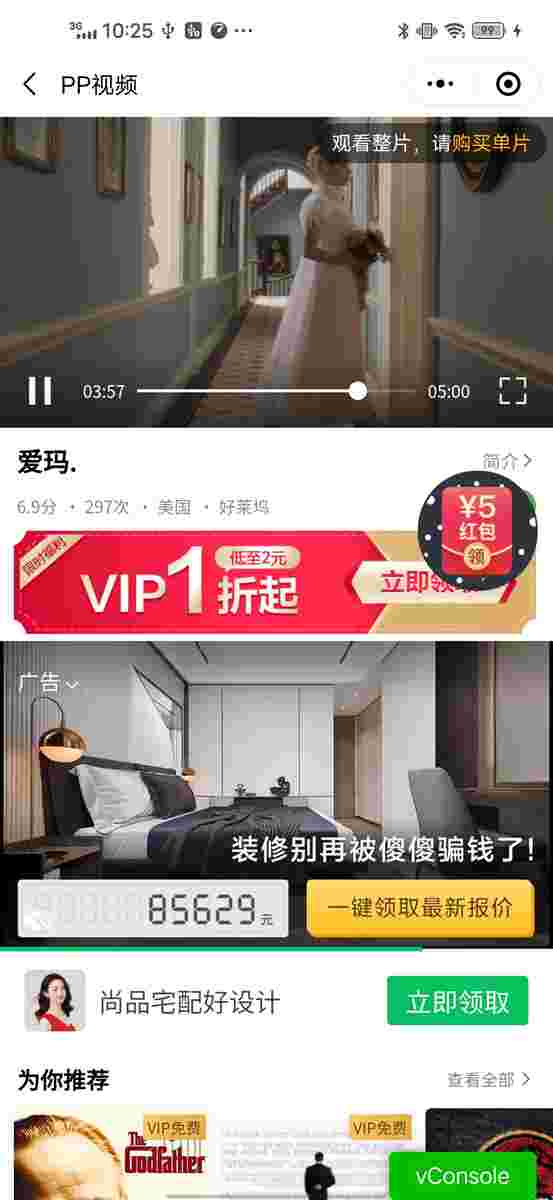 3G 10:25 99
PP视频
观看整片，请购买单片
03:57
05:00
爱玛.
简介
6.9分 · 297次 · 美国 · 好莱坞
¥5
红包
领
限时福利
VIP1折起
低至2元
立即领取
广告
装修别再被傻傻骗钱了!
85629元
一键领取最新报价
尚品宅配好设计
立即领取
为你推荐
查看全部
VIP免费
VIP免费
The
Godfather
vConsole